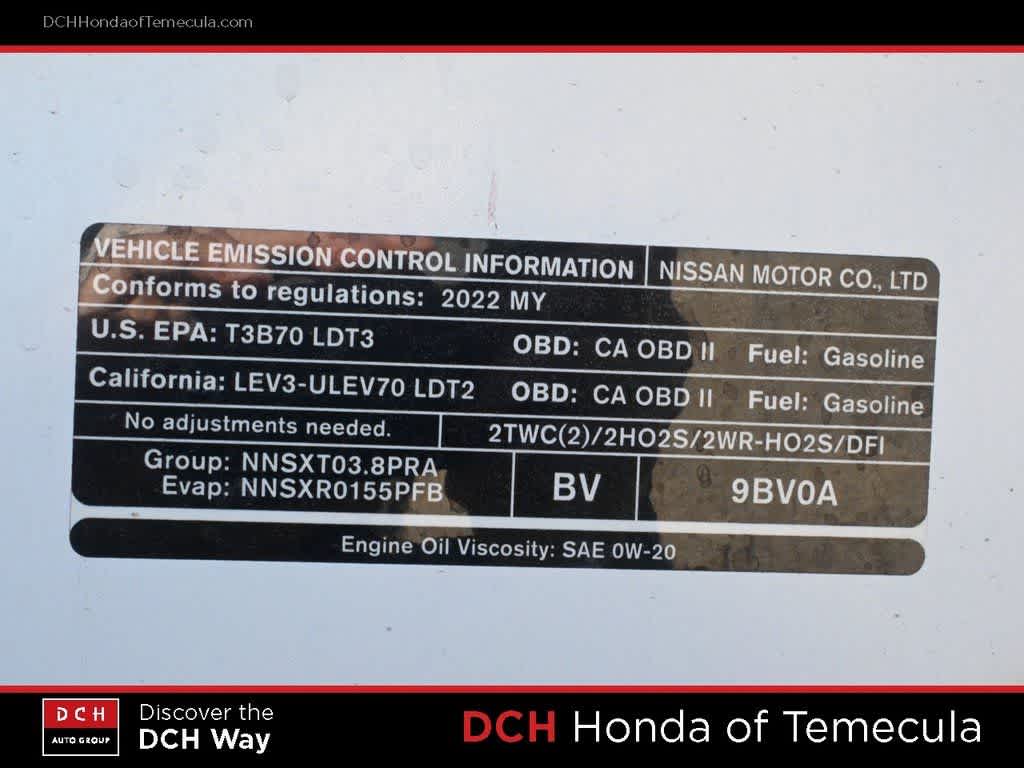 DCHHondaofTemecula.com
VEHICLE EMISSION CONTROL INFORMATION NISSAN MOTOR CO., LTD
Conforms to regulations: 2022 MY
U.S. EPA: T3B70 LDT3 OBD: CA OBD II Fuel: Gasoline
California: LEV3-ULEV70 LDT2 OBD: CA OBD II Fuel: Gasoline
No adjustments needed. 2TWC(2)/2HO2S/2WR-HO2S/DFI
Group: NNSXT03.8PRA
Evap: NNSXR0155PFB
BV 9BV0A
Engine Oil Viscosity: SAE 0W-20
DCH
AUTO GROUP
Discover the
DCH Way
DCH Honda of Temecula